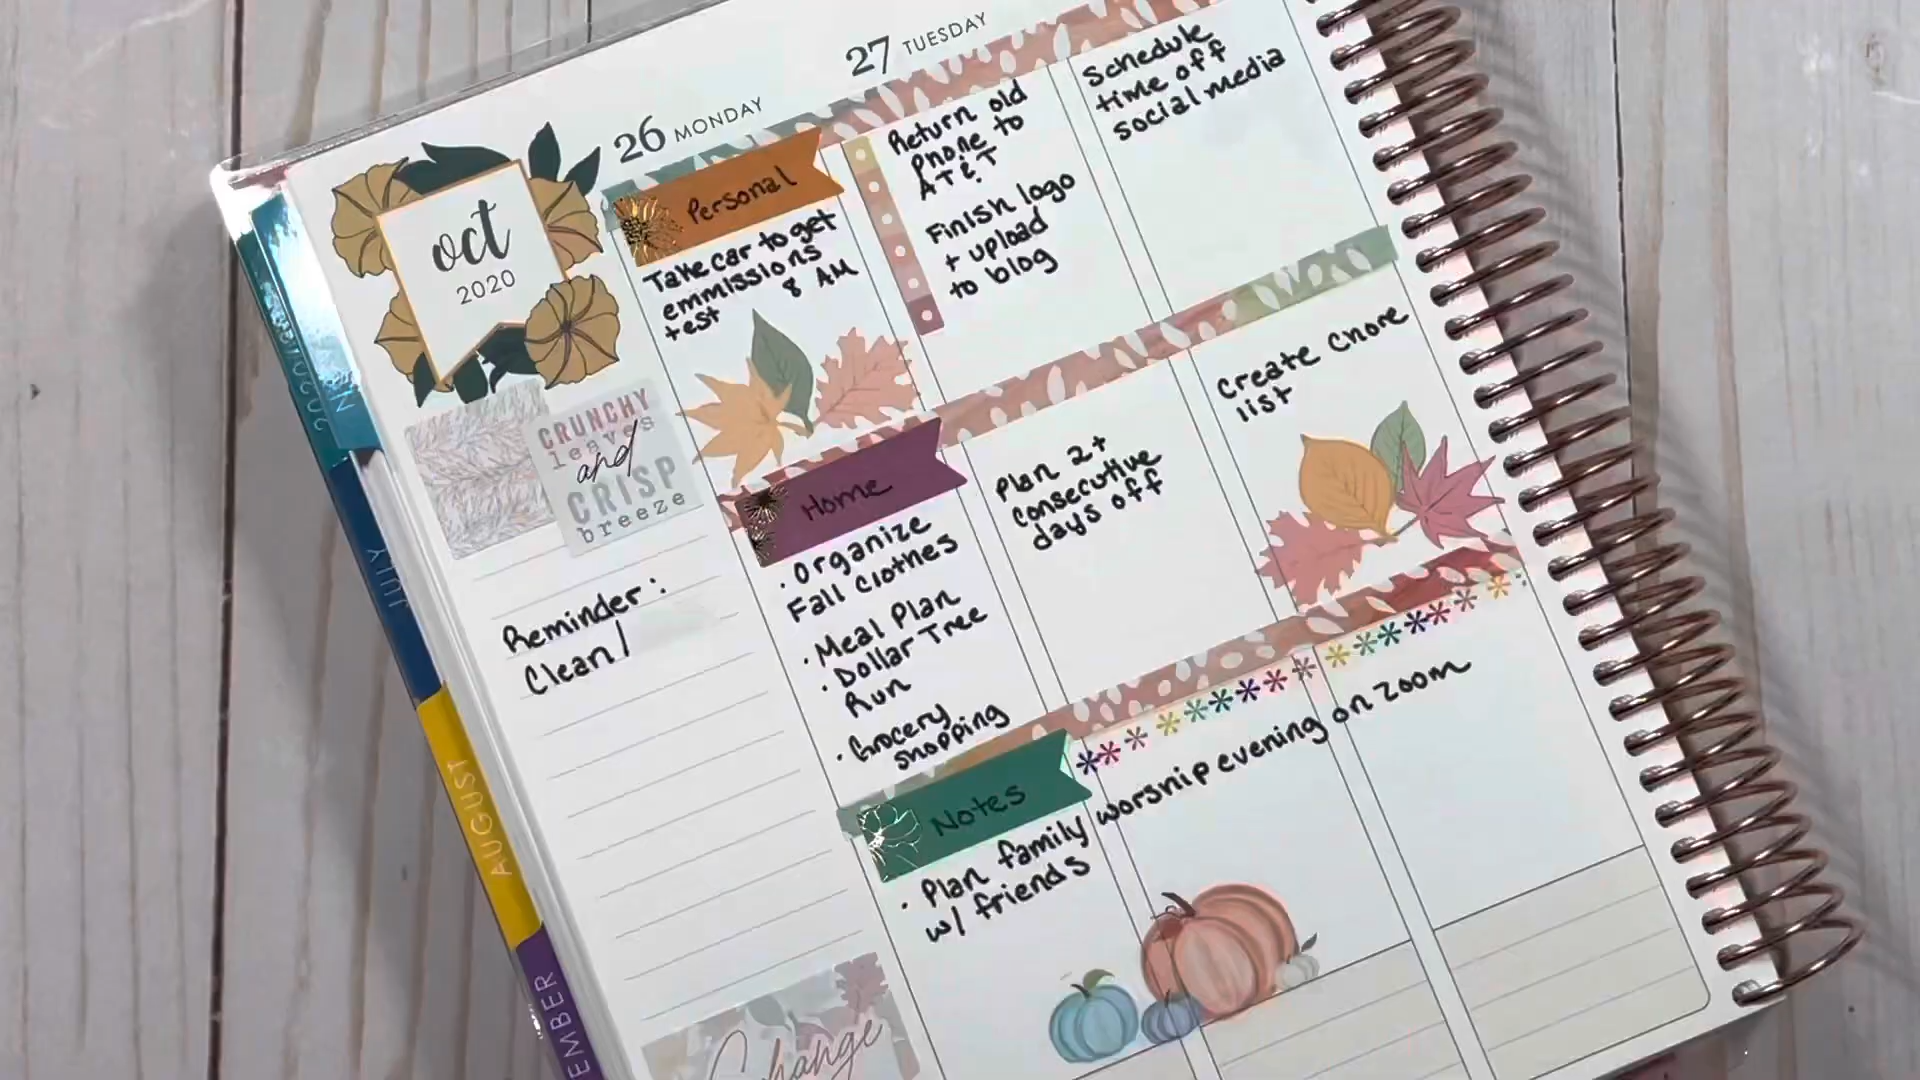 27 TUESDAY
26 MONDAY
oct
2020
CRUNCHY
leaves
and
CRISP
breeze
Reminder:
Clean!
Personal
Take car to get
emmissions
8 AM
test
Return old
phone to
AT&T
Finish logo
+ upload
to blog
Schedule
time off
social media
Home
• Organize
Fall Clothes
• Meal Plan
• Dollar Tree
Run
• Grocery
shopping
Plan 2+
consecutive
days off
Create Chore
list
Notes
• Plan family worship evening on zoom
w/ friends
Change
JULY
AUGUST
EMBER